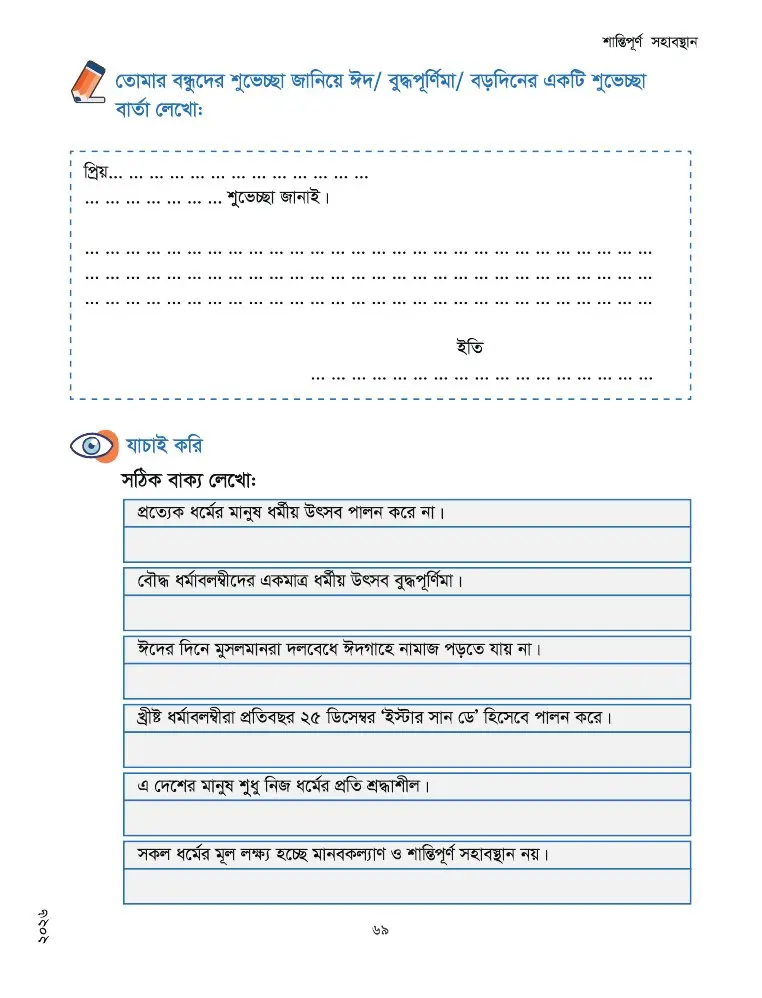 শান্তিপূর্ণ সহাবস্থান
তোমার বন্ধুদের শুভেচ্ছা জানিয়ে ঈদ/ বুদ্ধপূর্ণিমা/ বড়দিনের একটি শুভেচ্ছা
বার্তা লেখো:
প্রিয়... ... ... ... ... ... ... ... ... ... ... ... ...
... ... ... ... ... ... ... শুভেচ্ছা জানাই।
... ... ... ... ... ... ... ... ... ... ... ... ... ... ... ... ... ... ... ... ... ... ... ... ... ... ... ...
... ... ... ... ... ... ... ... ... ... ... ... ... ... ... ... ... ... ... ... ... ... ... ... ... ... ... ...
... ... ... ... ... ... ... ... ... ... ... ... ... ... ... ... ... ... ... ... ... ... ... ... ... ... ... ...
ইতি
... ... ... ... ... ... ... ... ... ... ... ... ... ... ... ... ...
যাচাই করি
সঠিক বাক্য লেখো:
প্রত্যেক ধর্মের মানুষ ধর্মীয় উৎসব পালন করে না।
বৌদ্ধ ধর্মাবলম্বীদের একমাত্র ধর্মীয় উৎসব বুদ্ধপূর্ণিমা।
ঈদের দিনে মুসলমানরা দলবেধে ঈদগাহে নামাজ পড়তে যায় না।
খ্রীষ্ট ধর্মাবলম্বীরা প্রতিবছর ২৫ ডিসেম্বর ‘ইস্টার সান ডে’ হিসেবে পালন করে।
এ দেশের মানুষ শুধু নিজ ধর্মের প্রতি শ্রদ্ধাশীল।
সকল ধর্মের মূল লক্ষ্য হচ্ছে মানবকল্যাণ ও শান্তিপূর্ণ সহাবস্থান নয়।
২০২৬
৬৯